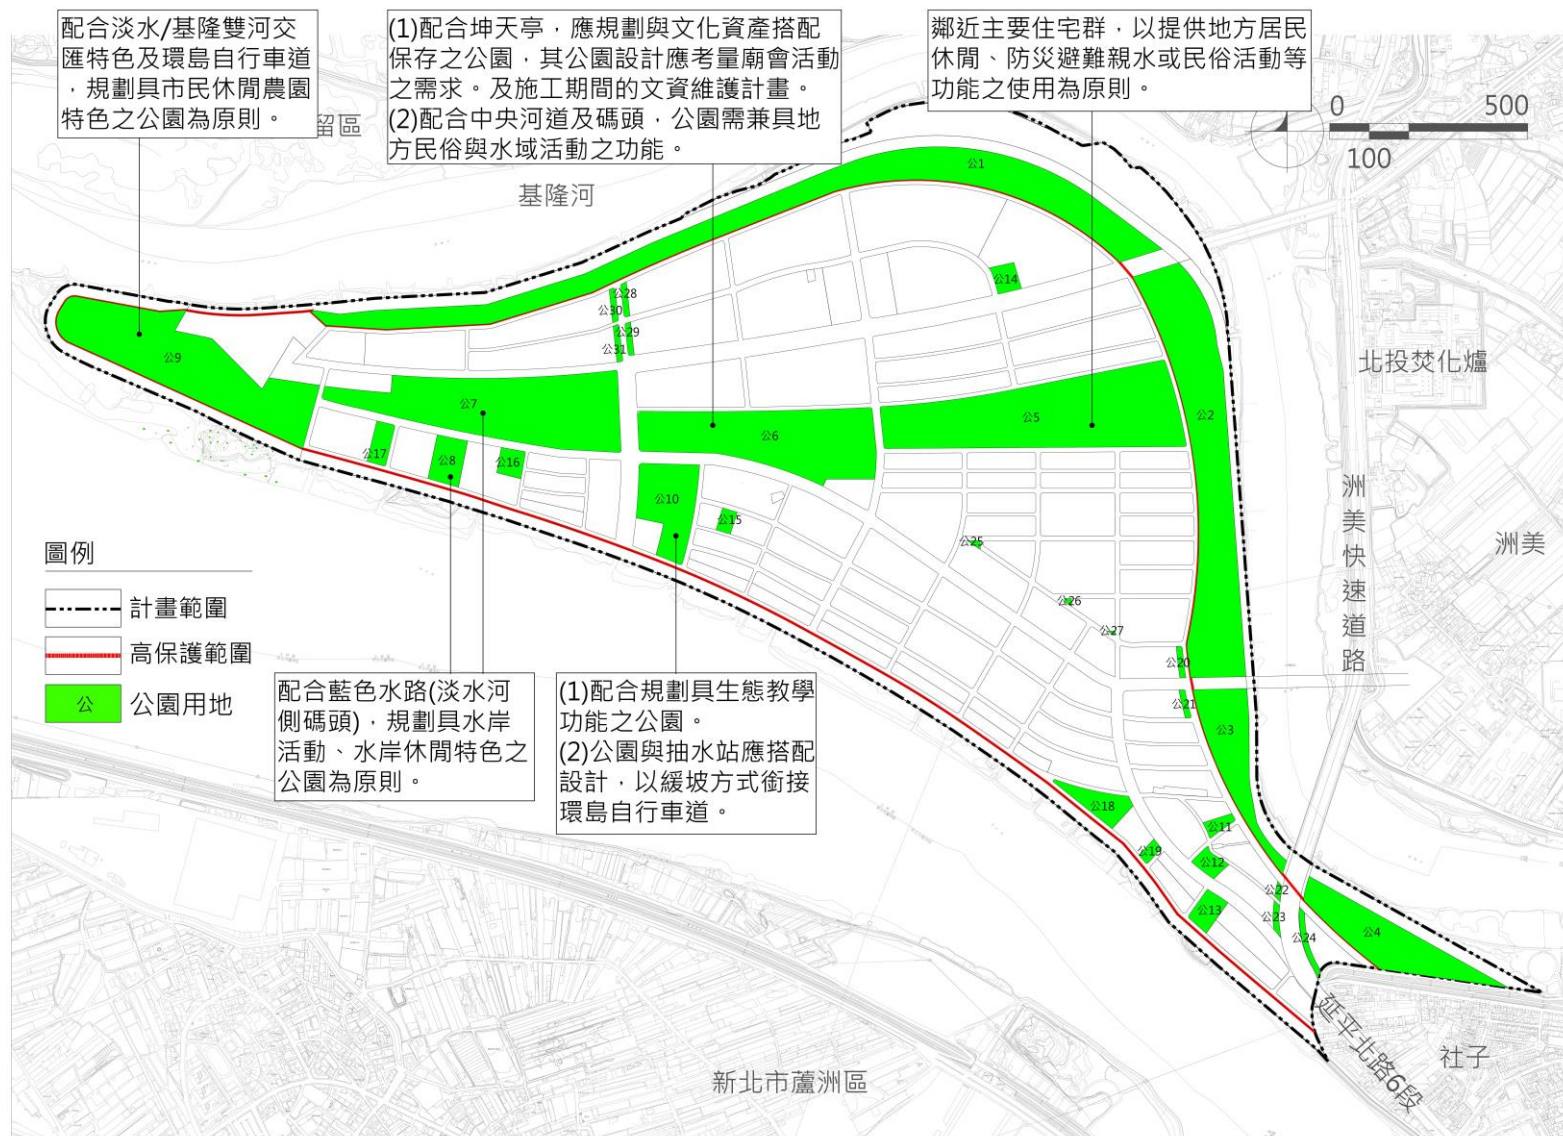 配合淡水/基隆雙河交
匯特色及環島自行車道
，規劃具市民休閒農園
特色之公園為原則。
(1)配合坤天亭，應規劃與文化資產搭配
保存之公園，其公園設計應考量廟會活動
之需求。及施工期間的文資維護計畫。
(2)配合中央河道及碼頭，公園需兼具地
方民俗與水域活動之功能。
鄰近主要住宅群，以提供地方居民
休閒、防災避難親水或民俗活動等
功能之使用為原則。
0
500
100
留區
基隆河
公1
公14
公28
公30
公29
公31
公9
公7
公6
公5
公2
北投焚化爐
公17
公8
公16
公10
公15
公25
公26
公27
公20
公21
公3
洲美快速道路
洲美
圖例
計畫範圍
高保護範圍
公
公園用地
配合藍色水路(淡水河
側碼頭)，規劃具水岸
活動、水岸休閒特色之
公園為原則。
(1)配合規劃具生態教學
功能之公園。
(2)公園與抽水站應搭配
設計，以緩坡方式銜接
環島自行車道。
公18
公11
公19
公12
公22
公13
公23
公24
公4
延平北路6段
社子
新北市蘆洲區